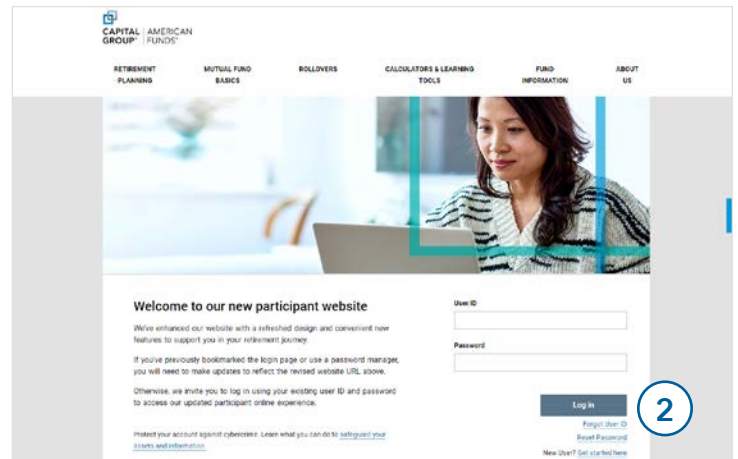 CAPITAL AMERICAN
GROUP® FUNDS®
RETIREMENT PLANNING
MUTUAL FUND BASICS
ROLLOVERS
CALCULATORS & LEARNING TOOLS
FUND INFORMATION
ABOUT US
Welcome to our new participant website
We've enhanced our website with a refreshed design and convenient new
features to support you in your retirement journey.
If you've previously bookmarked the login page or use a password manager,
you will need to make updates to reflect the revised website URL above.
Otherwise, we invite you to log in using your existing user ID and password
to access our updated participant online experience.
Protect your account against cybercrime. Learn what you can do to safeguard your
assets and information.
User ID
Password
Log in
2
Forgot User ID
Reset Password
New User? Get started here